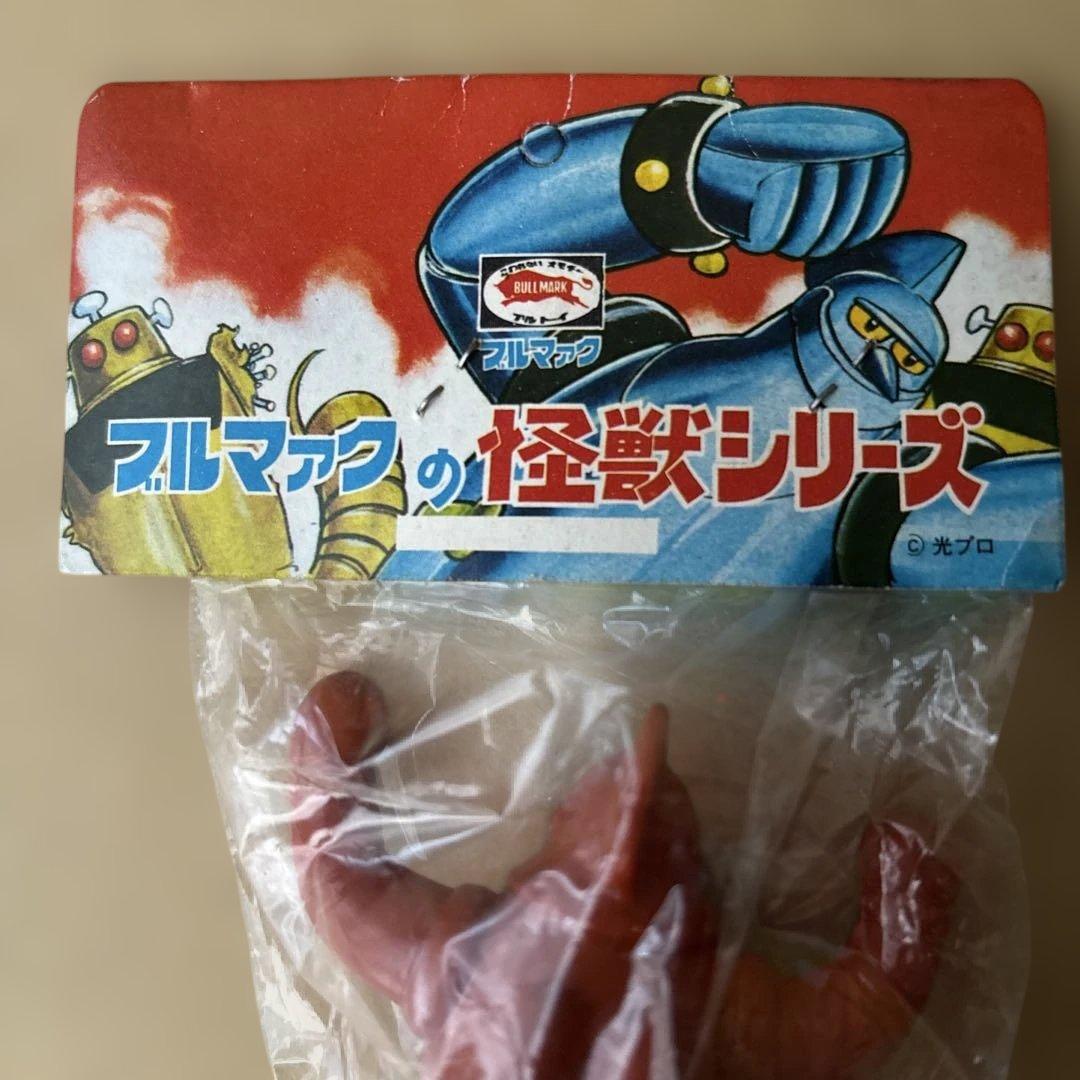 こわれないオモチャ
BULLMARK
ブルトーイ
ブルマァク
ブルマァクの怪獣シリーズ
© 光プロ